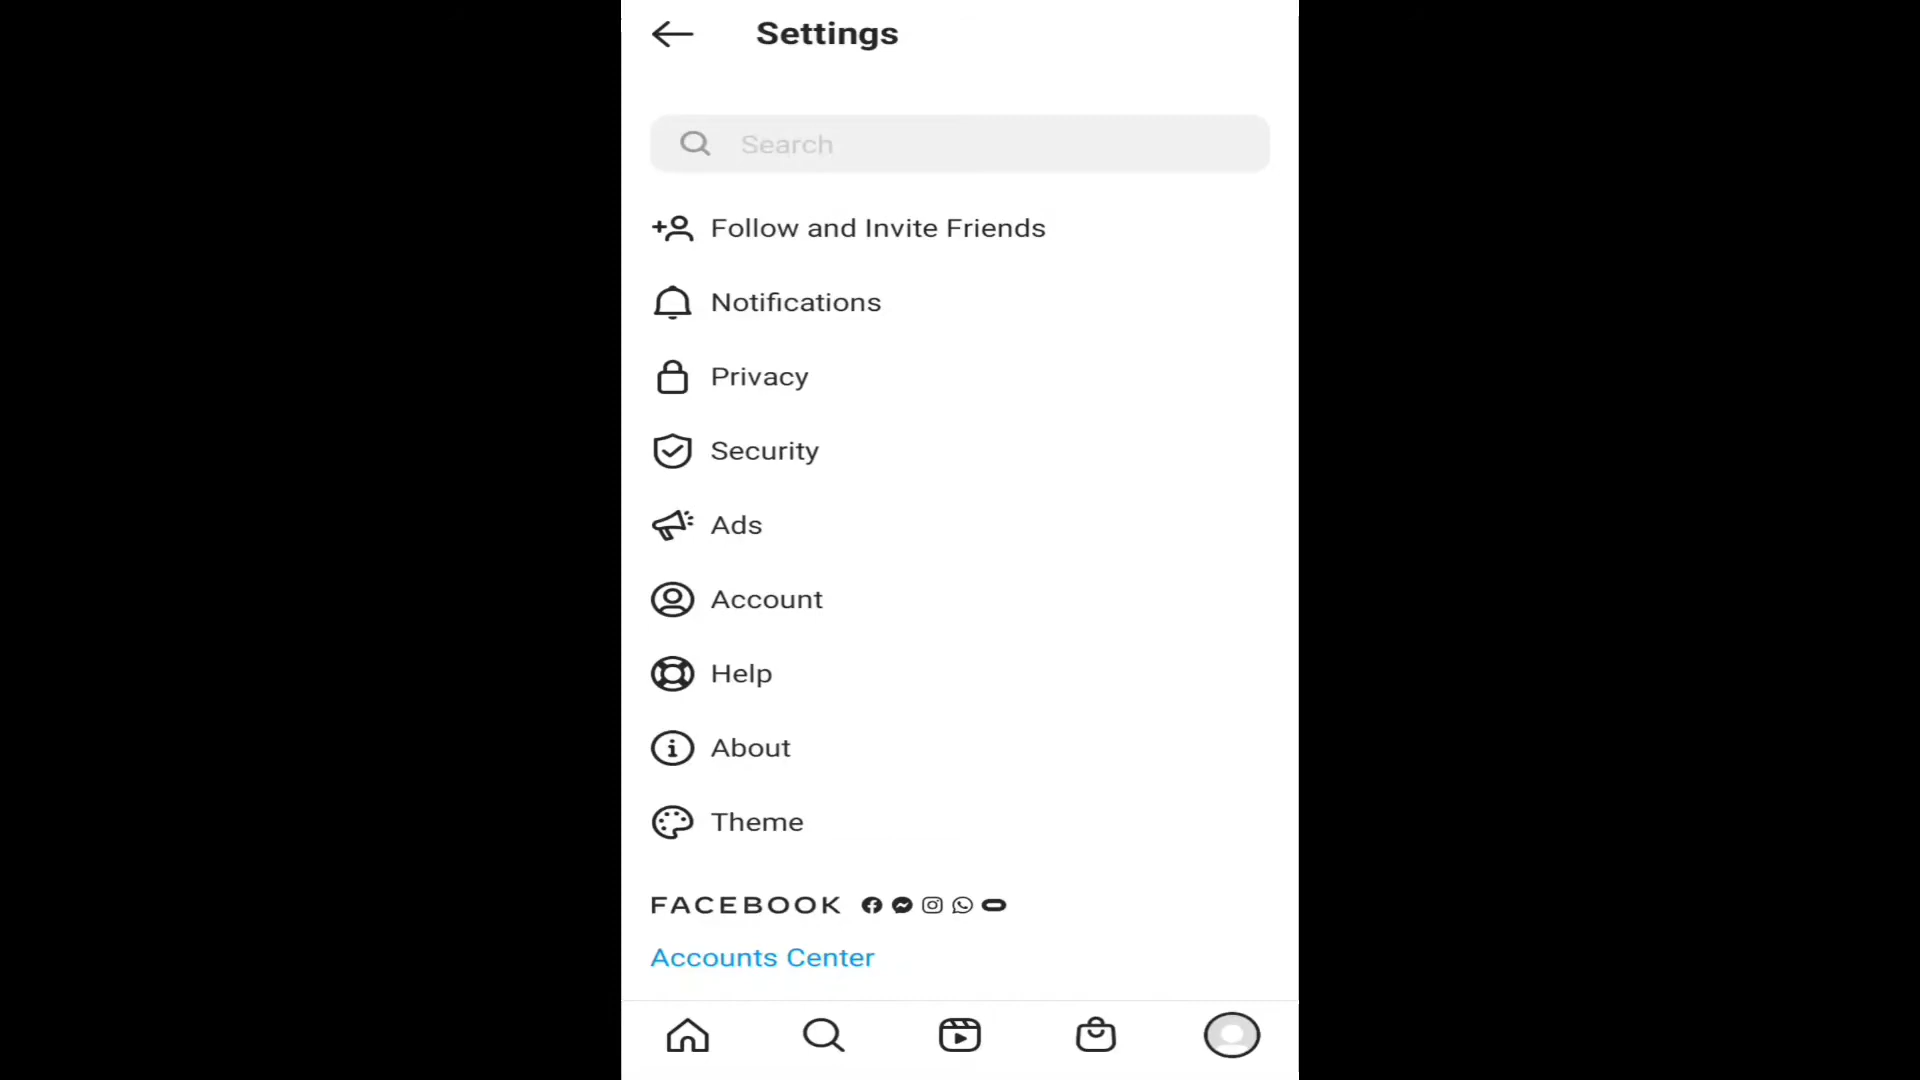 Settings
Search
Follow and Invite Friends
Notifications
Privacy
Security
Ads
Account
Help
About
Theme
FACEBOOK
Accounts Center